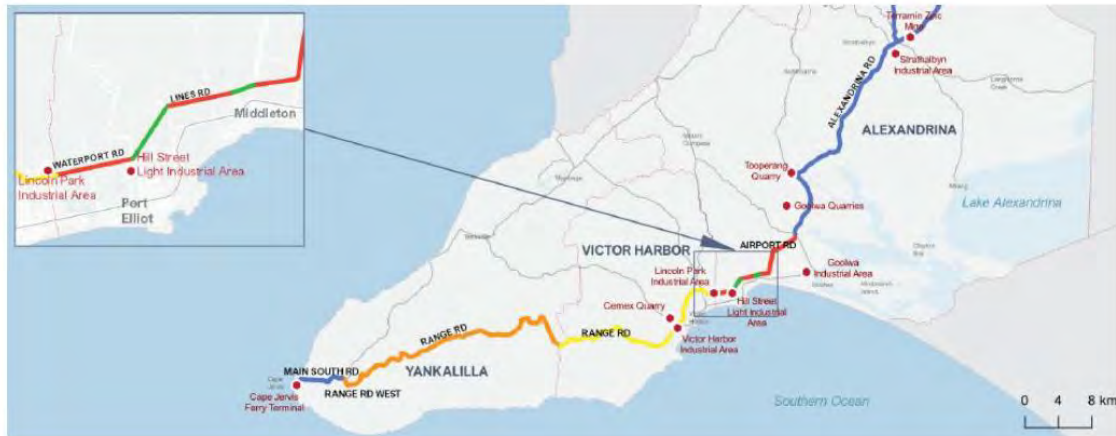 LINES RD
Middleton
WATERPORT RD
Hill Street
Light Industrial Area
Lincoln Park
Industrial Area
Port
Elliot
Terramin Zinc
Mine
Strathalbyn
Industrial Area
ALEXANDRINA RD
ALEXANDRINA
Tooperang
Quarry
Goolwa Quarries
Lake Alexandrina
AIRPORT RD
VICTOR HARBOR
Goolwa
Industrial Area
Lincoln Park
Industrial Area
Cemex Quarry
Hill Street
Light Industrial
Area
Victor Harbor
Industrial Area
RANGE RD
RANGE RD
YANKALILLA
MAIN SOUTH RD
RANGE RD WEST
Cape
Jervis
Cape Jervis
Ferry Terminal
Southern Ocean
0 4 8 km